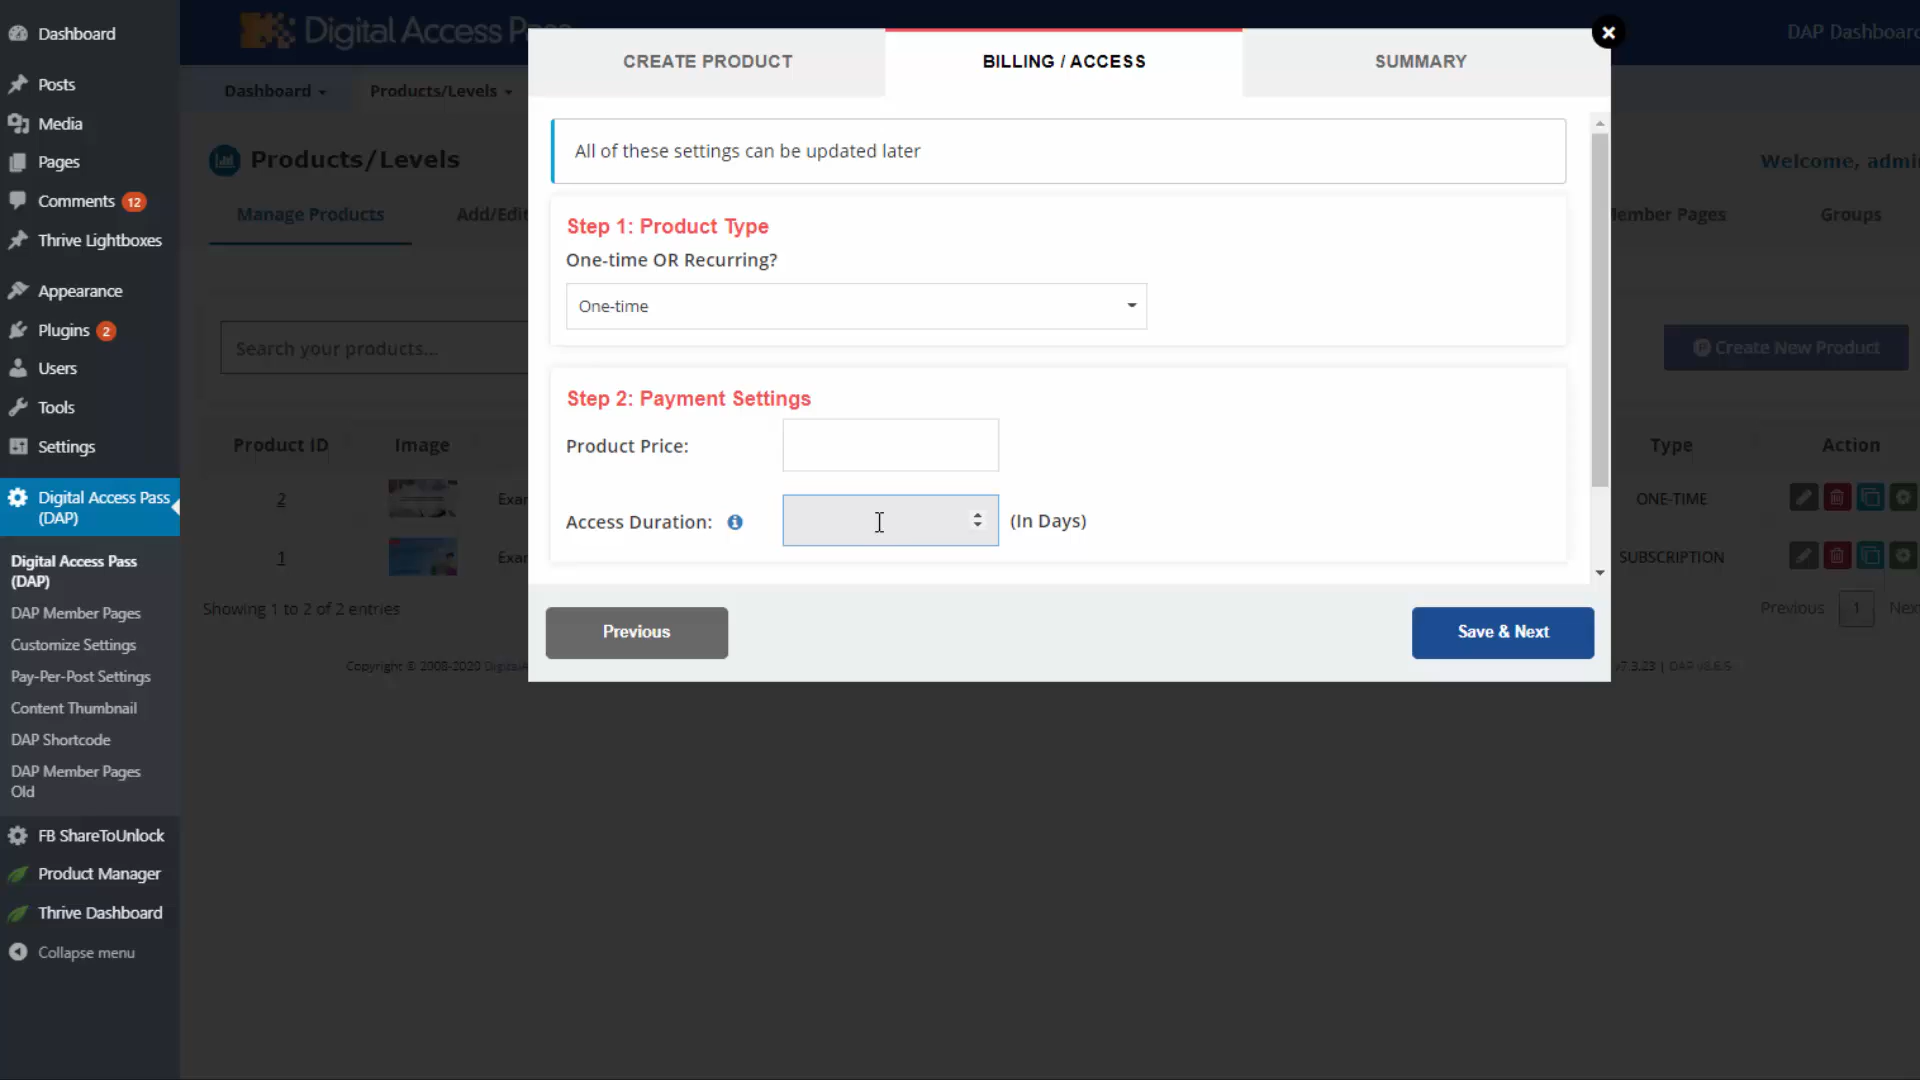 Dashboard
Posts
Media
Pages
Comments 12
Thrive Lightboxes
Appearance
Plugins 2
Users
Tools
Settings
Digital Access Pass
(DAP)
Digital Access Pass
(DAP)
DAP Member Pages
Customize Settings
Pay-Per-Post Settings
Content Thumbnail
DAP Shortcode
DAP Member Pages
Old
FB ShareToUnlock
Product Manager
Thrive Dashboard
Collapse menu
Digital Access
DAP Dashboard
Dashboard Products/Levels
Products/Levels
Welcome,
Manage Products
Groups
Search your products...
Create New Product
Product ID Image Type Action
2 ONE-TIME
1 SUBSCRIPTION
Showing 1 to 2 of 2 entries
Previous 1
Copyright © 2008-2020
CREATE PRODUCT BILLING / ACCESS SUMMARY
All of these settings can be updated later
Step 1: Product Type
One-time OR Recurring?
One-time
Step 2: Payment Settings
Product Price:
Access Duration: (In Days)
Previous
Save & Next